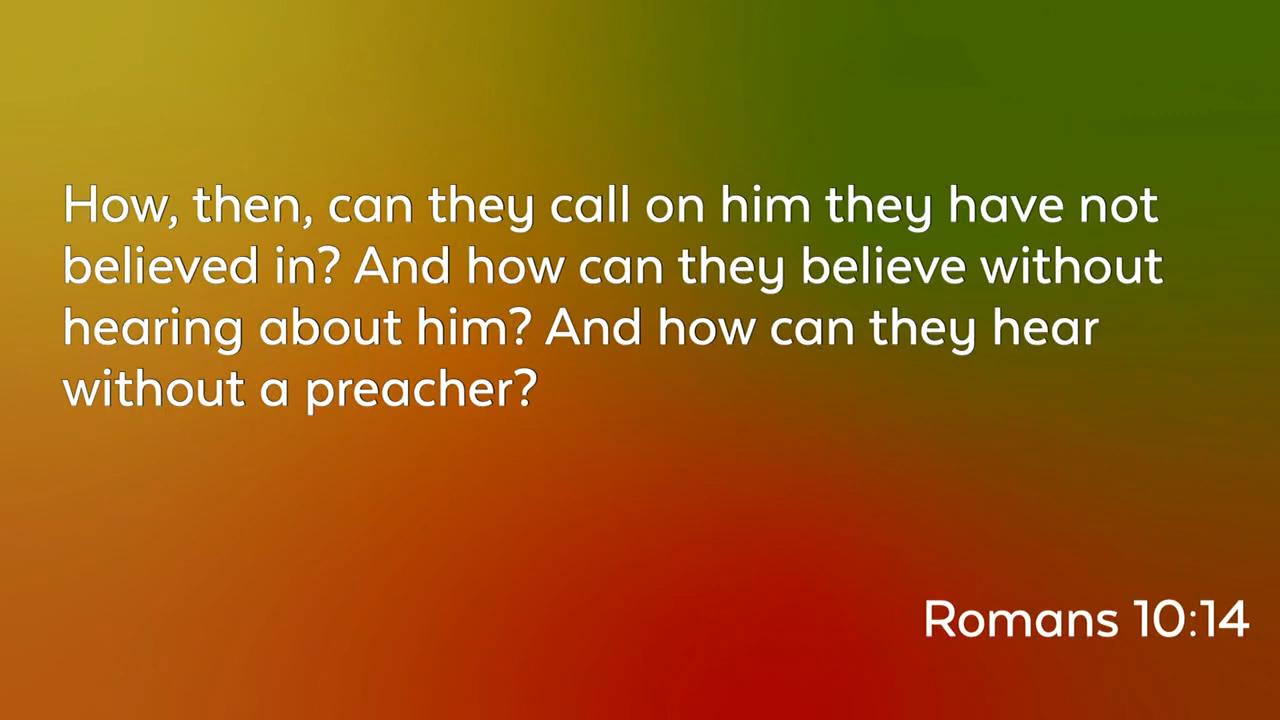 How, then, can they call on him they have not
believed in? And how can they believe without
hearing about him? And how can they hear
without a preacher?
Romans 10:14